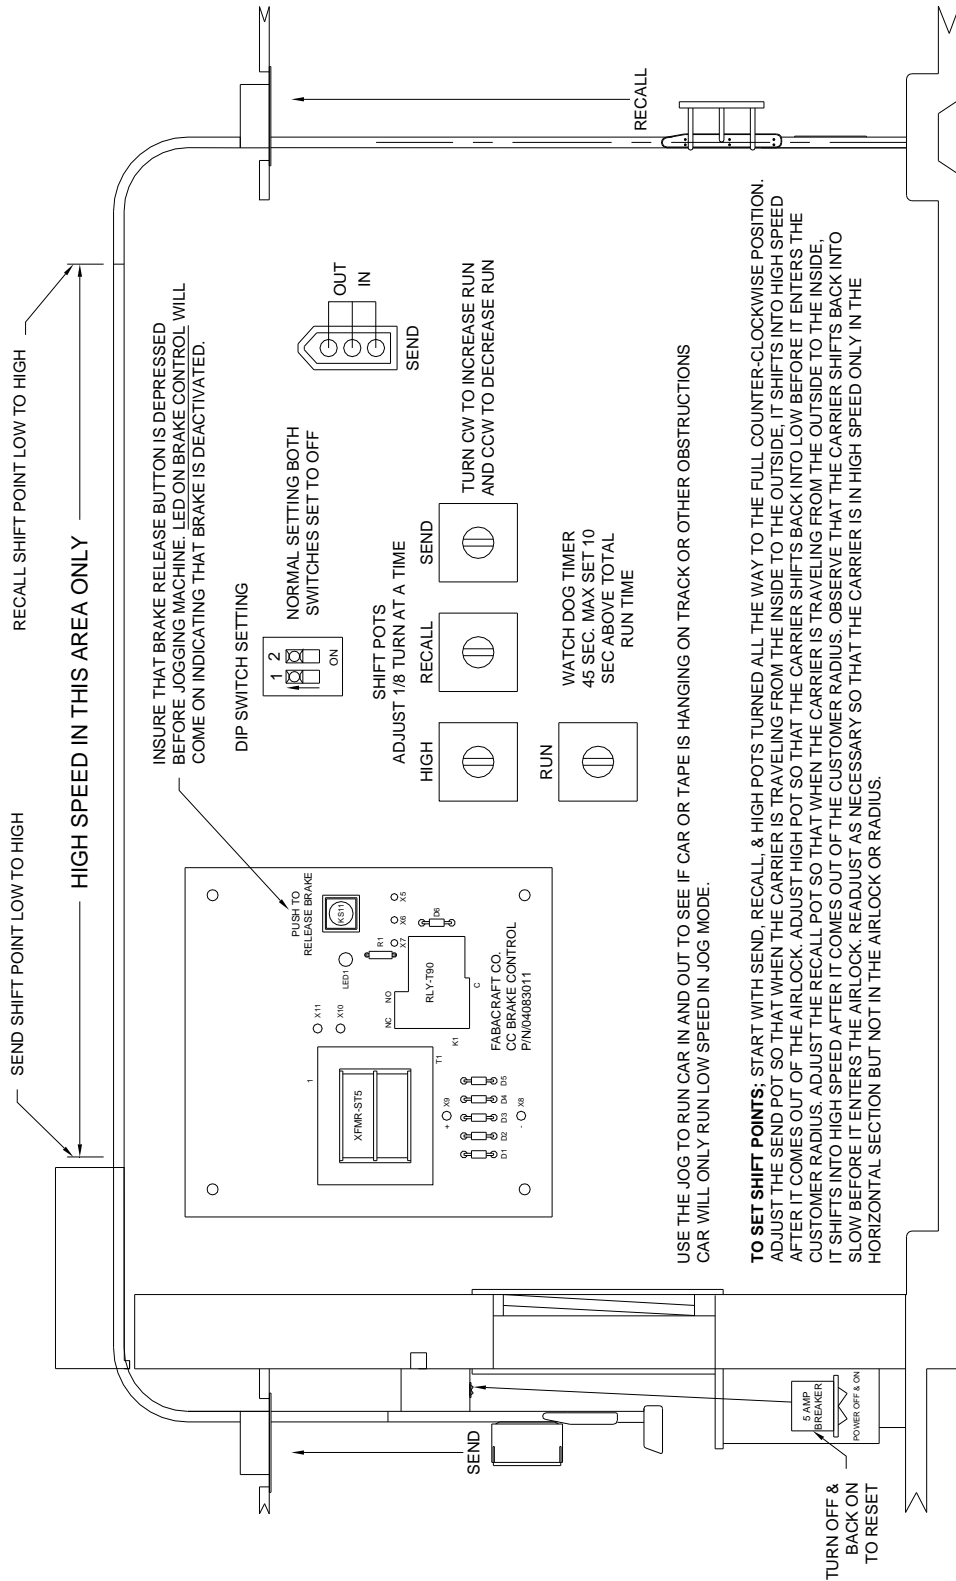 SEND SHIFT POINT LOW TO HIGH
RECALL SHIFT POINT LOW TO HIGH
HIGH SPEED IN THIS AREA ONLY
INSURE THAT BRAKE RELEASE BUTTON IS DEPRESSED
BEFORE JOGGING MACHINE. LED ON BRAKE CONTROL WILL
COME ON INDICATING THAT BRAKE IS DEACTIVATED.
PUSH TO
RELEASE BRAKE
KS11
LED1
X11
X10
R1
X7
X6
X5
D6
NC
NO
RLY-T90
C
K1
1
XFMR-ST5
T1
+
X9
D1
D2
D3
D4
D5
-
X8
FABACRAFT CO.
CC BRAKE CONTROL
P/N/04083011
DIP SWITCH SETTING
1 2
ON
NORMAL SETTING BOTH
SWITCHES SET TO OFF
OUT
IN
SEND
SHIFT POTS
ADJUST 1/8 TURN AT A TIME
HIGH
RECALL
SEND
TURN CW TO INCREASE RUN
AND CCW TO DECREASE RUN
RUN
WATCH DOG TIMER
45 SEC. MAX SET 10
SEC ABOVE TOTAL
RUN TIME
RECALL
SEND
USE THE JOG TO RUN CAR IN AND OUT TO SEE IF CAR OR TAPE IS HANGING ON TRACK OR OTHER OBSTRUCTIONS
CAR WILL ONLY RUN LOW SPEED IN JOG MODE.
TO SET SHIFT POINTS; START WITH SEND, RECALL, & HIGH POTS TURNED ALL THE WAY TO THE FULL COUNTER-CLOCKWISE POSITION.
ADJUST THE SEND POT SO THAT WHEN THE CARRIER IS TRAVELING FROM THE INSIDE TO THE OUTSIDE, IT SHIFTS INTO HIGH SPEED
AFTER IT COMES OUT OF THE AIRLOCK. ADJUST HIGH POT SO THAT THE CARRIER SHIFTS BACK INTO LOW BEFORE IT ENTERS THE
CUSTOMER RADIUS. ADJUST THE RECALL POT SO THAT WHEN THE CARRIER IS TRAVELING FROM THE OUTSIDE TO THE INSIDE,
IT SHIFTS INTO HIGH SPEED AFTER IT COMES OUT OF THE CUSTOMER RADIUS. OBSERVE THAT THE CARRIER SHIFTS BACK INTO
SLOW BEFORE IT ENTERS THE AIRLOCK. READJUST AS NECESSARY SO THAT THE CARRIER IS IN HIGH SPEED ONLY IN THE
HORIZONTAL SECTION BUT NOT IN THE AIRLOCK OR RADIUS.
5 AMP
BREAKER
POWER OFF & ON
TURN OFF &
BACK ON
TO RESET